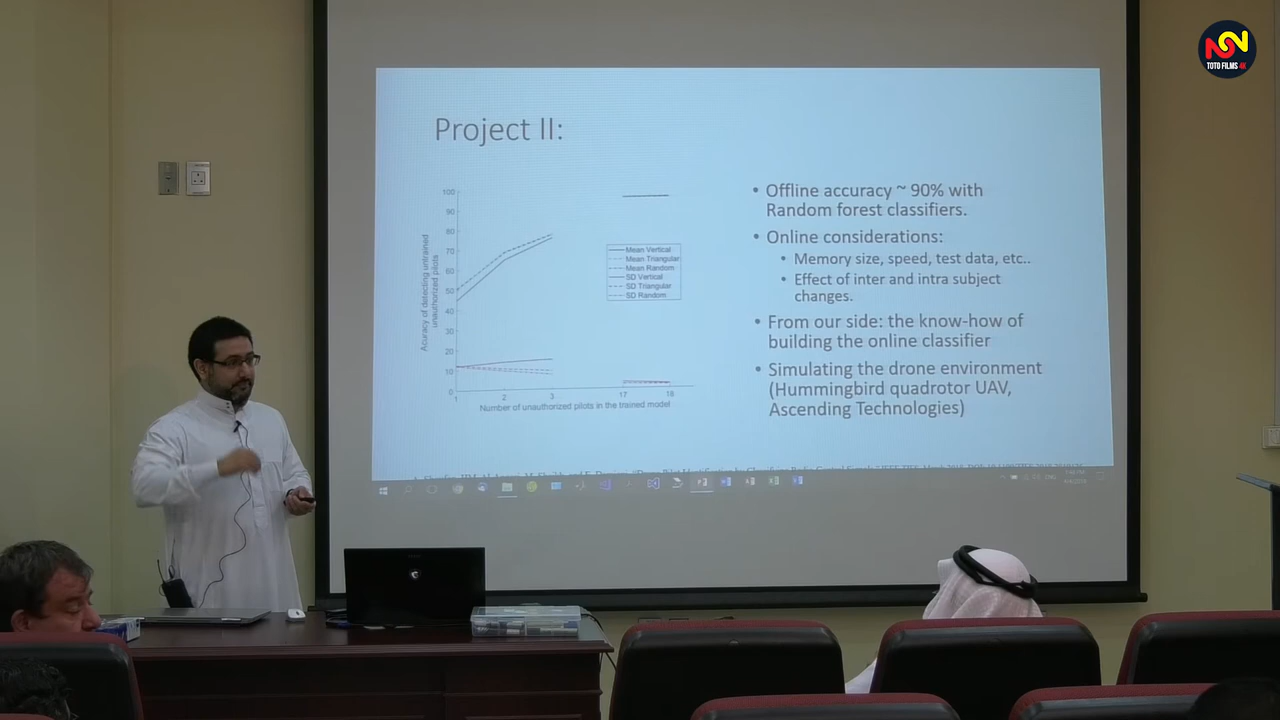 TOTO FILMS 4K
Project II:
100
90
80
70
60
50
40
30
20
10
0
1
2
3
17
18
Acuracy of detecting untrained
unauthorized pilots
Number of unauthorized pilots in the trained model
Mean Vertical
Mean Triangular
Mean Random
SD Vertical
SD Triangular
SD Random
• Offline accuracy ~ 90% with
Random forest classifiers.
• Online considerations:
• Memory size, speed, test data, etc..
• Effect of inter and intra subject
changes.
• From our side: the know-how of
building the online classifier
• Simulating the drone environment
(Hummingbird quadrotor UAV,
Ascending Technologies)